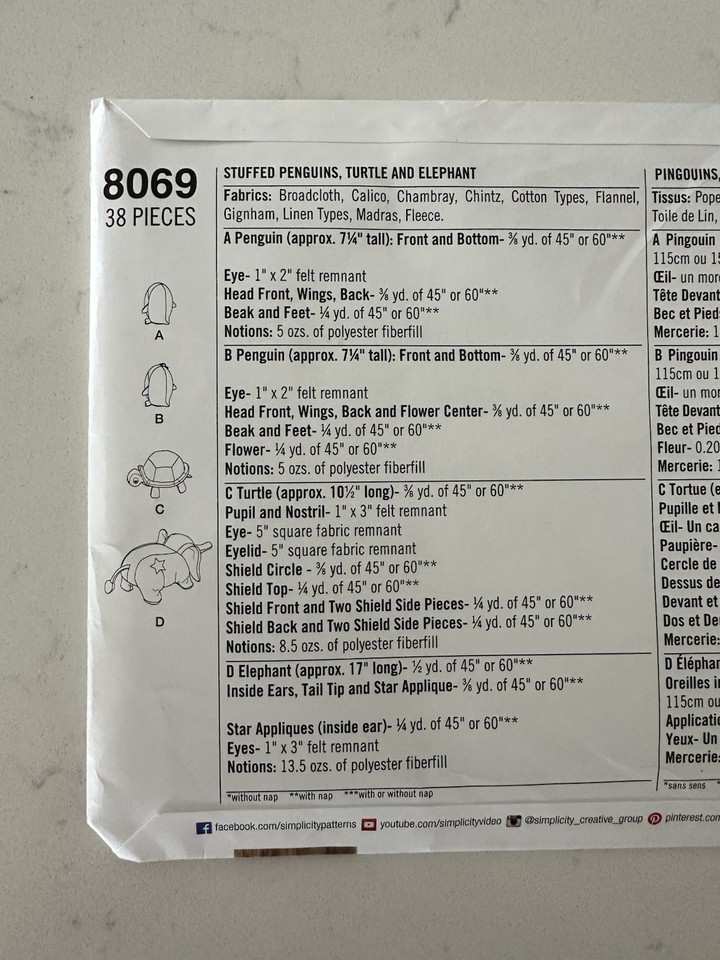 8069
38 PIECES
A
B
C
D
STUFFED PENGUINS, TURTLE AND ELEPHANT
Fabrics: Broadcloth, Calico, Chambray, Chintz, Cotton Types, Flannel,
Gignham, Linen Types, Madras, Fleece.
A Penguin (approx. 7¼" tall): Front and Bottom- ⅜ yd. of 45" or 60"**
Eye- 1" x 2" felt remnant
Head Front, Wings, Back- ⅜ yd. of 45" or 60"**
Beak and Feet- ¼ yd. of 45" or 60"**
Notions: 5 ozs. of polyester fiberfill
B Penguin (approx. 7¼" tall): Front and Bottom- ⅜ yd. of 45" or 60"**
Eye- 1" x 2" felt remnant
Head Front, Wings, Back and Flower Center- ⅜ yd. of 45" or 60"**
Beak and Feet- ¼ yd. of 45" or 60"**
Flower- ¼ yd. of 45" or 60"**
Notions: 5 ozs. of polyester fiberfill
C Turtle (approx. 10½" long)- ⅜ yd. of 45" or 60"**
Pupil and Nostril- 1" x 3" felt remnant
Eye- 5" square fabric remnant
Eyelid- 5" square fabric remnant
Shield Circle - ⅜ yd. of 45" or 60"**
Shield Top- ¼ yd. of 45" or 60"**
Shield Front and Two Shield Side Pieces- ¼ yd. of 45" or 60"**
Shield Back and Two Shield Side Pieces- ¼ yd. of 45" or 60"**
Notions: 8.5 ozs. of polyester fiberfill
D Elephant (approx. 17" long)- ½ yd. of 45" or 60"**
Inside Ears, Tail Tip and Star Applique- ⅜ yd. of 45" or 60"**
Star Appliques (inside ear)- ¼ yd. of 45" or 60"**
Eyes- 1" x 3" felt remnant
Notions: 13.5 ozs. of polyester fiberfill
*without nap **with nap ***with or without nap
PINGOUINS,
Tissus: Pope
Toile de Lin,
A Pingouin
115cm ou 15
Œil- un mor
Tête Devant
Bec et Pied
Mercerie: 1
B Pingouin
115cm ou 1
Œil- un mor
Tête Devant
Bec et Pied
Fleur- 0.20
Mercerie: 1
C Tortue (e
Pupille et
Œil- Un ca
Paupière-
Cercle de
Dessus de
Devant et
Dos et De
Mercerie:
D Éléphan
Oreilles in
115cm ou
Applicatio
Yeux- Un
Mercerie:
*sans sens
facebook.com/simplicitypatterns youtube.com/simplicityvideo @simplicity_creative_group pinterest.com